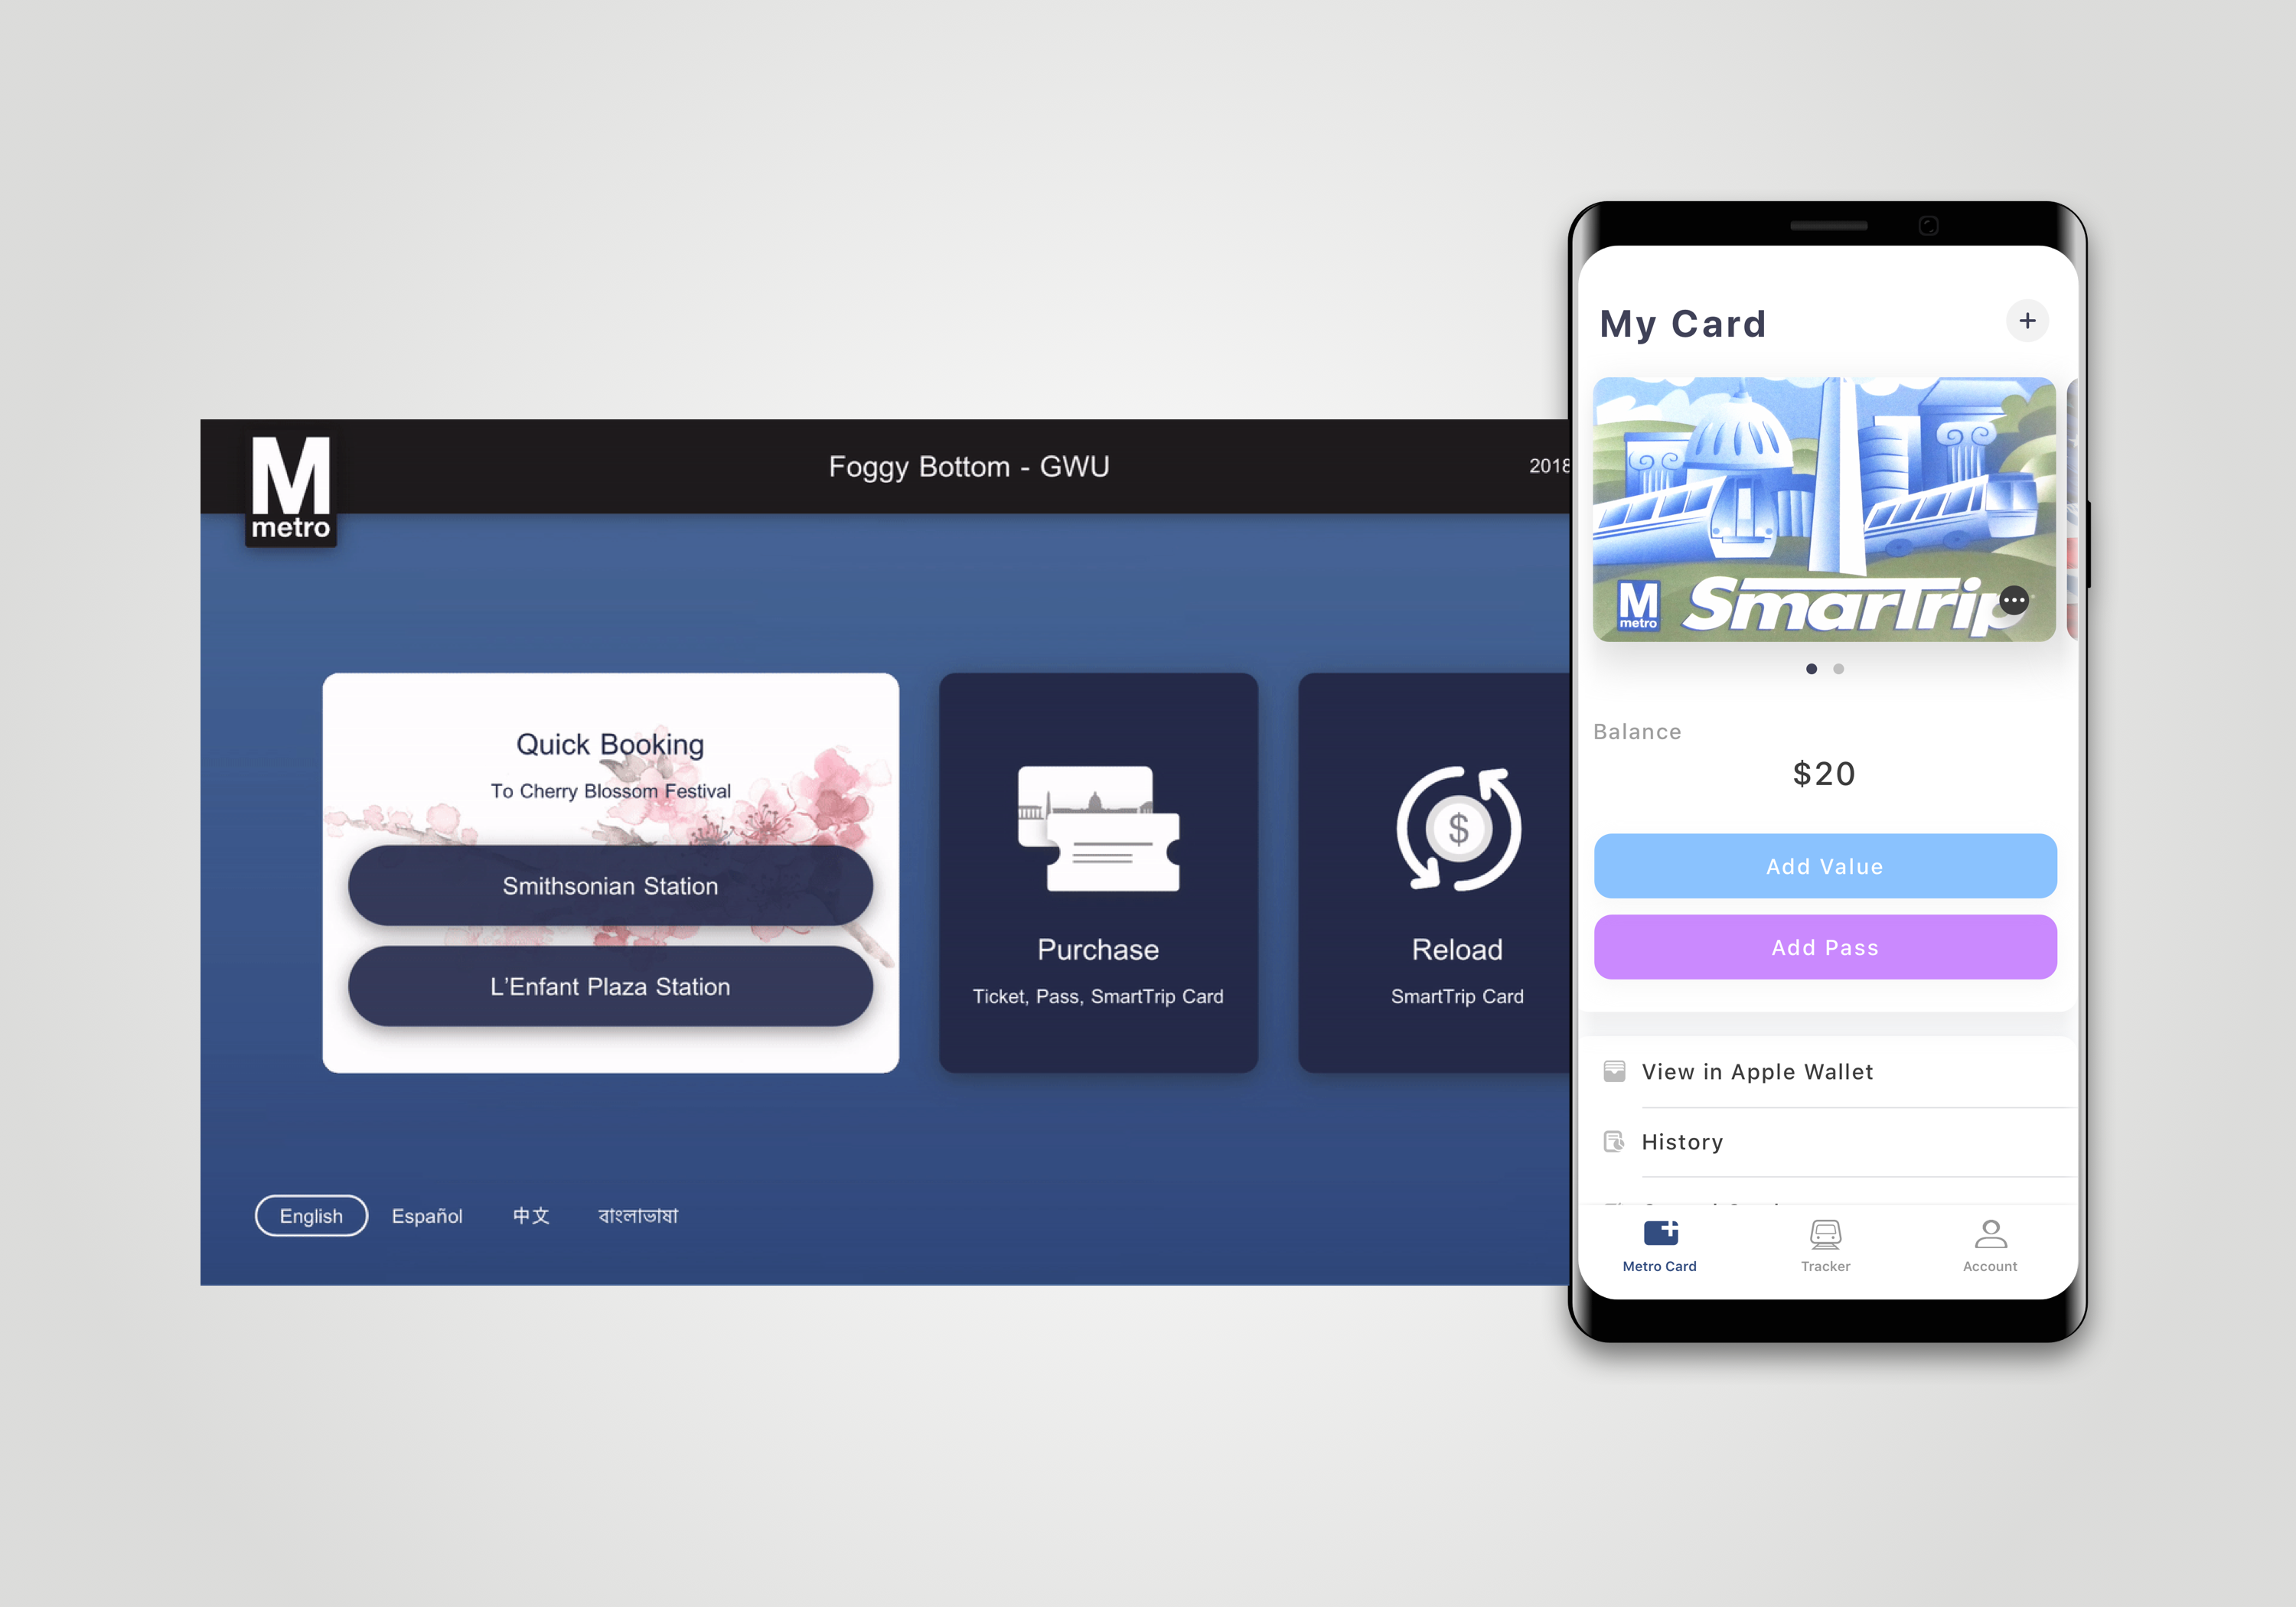 M
metro
Foggy Bottom - GWU
2018
Quick Booking
To Cherry Blossom Festival
Smithsonian Station
L’Enfant Plaza Station
$
Purchase
Ticket, Pass, SmartTrip Card
Reload
SmartTrip Card
English
Español
中文
বাংলাভাষা
My Card
+
M
metro
SmarTrip
Balance
$20
Add Value
Add Pass
View in Apple Wallet
History
Metro Card
Tracker
Account